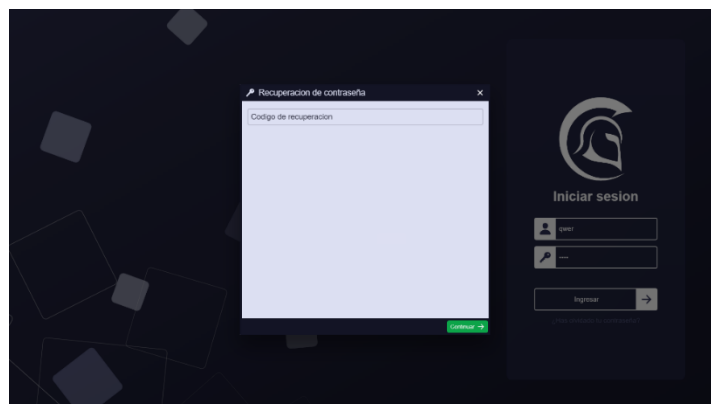 Recuperacion de contraseña
Codigo de recuperacion
Continuar
Iniciar sesion
qwer
Ingresar